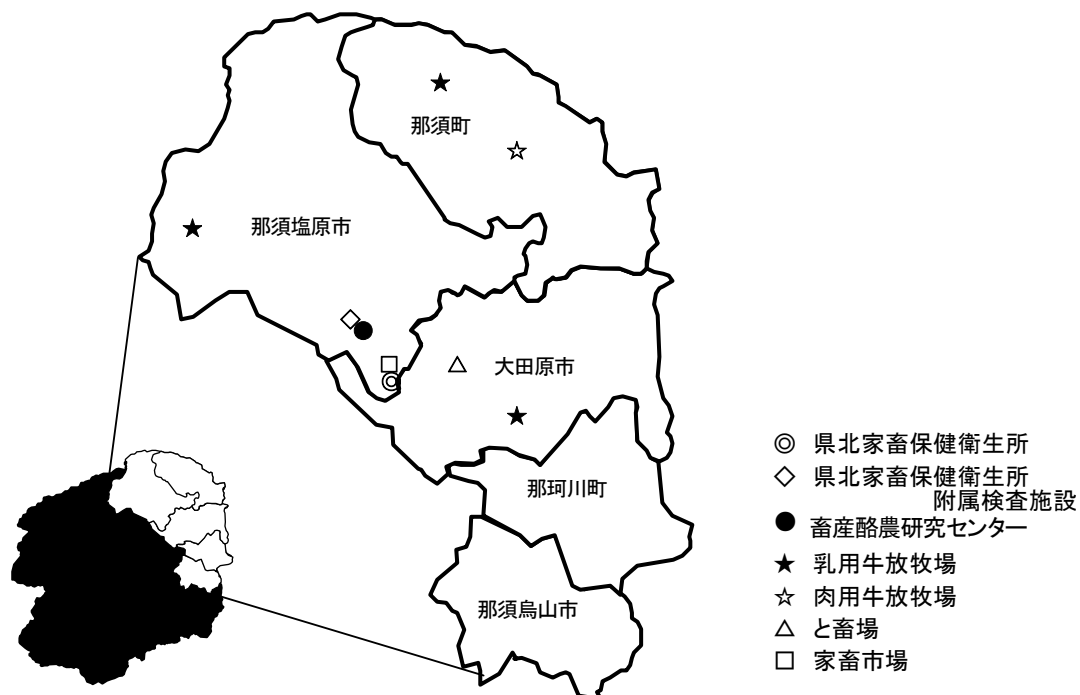 那須町
那須塩原市
大田原市
那珂川町
那須烏山市
◎ 県北家畜保健衛生所
◇ 県北家畜保健衛生所
附属検査施設
● 畜産酪農研究センター
★ 乳用牛放牧場
☆ 肉用牛放牧場
△ と畜場
□ 家畜市場